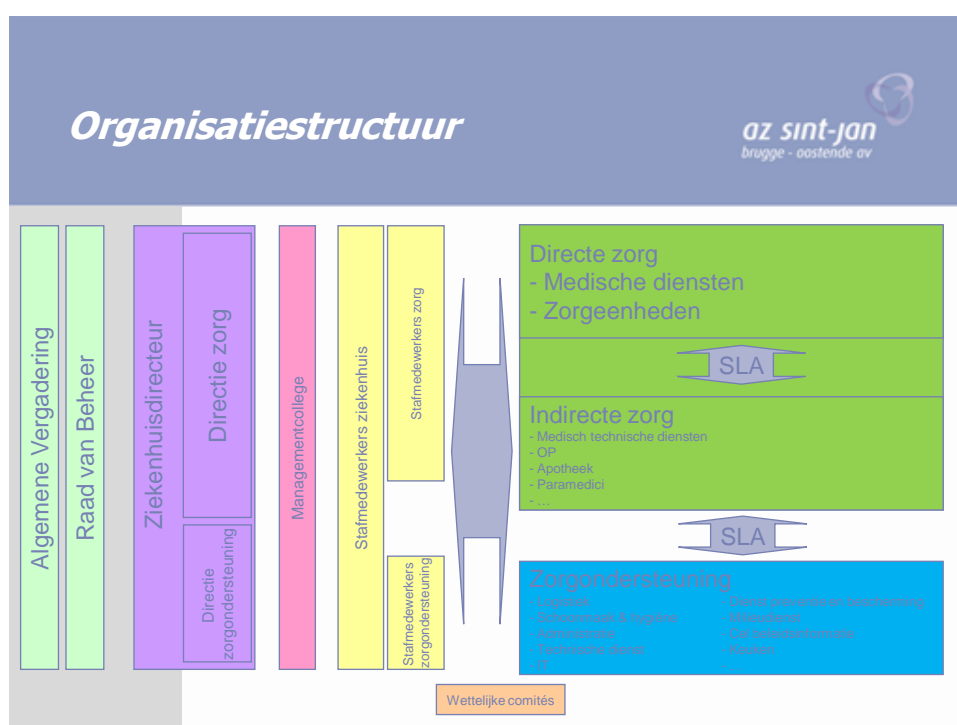 Organisatiestructuur
az sint-jan
brugge - oostende av
Algemene Vergadering
Raad van Beheer
Ziekenhuisdirecteur
Directie zorg
Directie
zorgondersteuning
Managementcollege
Stafmedewerkers ziekenhuis
Stafmedewerkers zorg
Stafmedewerkers
zorgondersteuning
Directe zorg
- Medische diensten
- Zorgeenheden
SLA
Indirecte zorg
- Medisch technische diensten
- OP
- Apotheek
- Paramedici
- ...
SLA
Zorgondersteuning
- Logistiek
- Schoonmaak & hygiëne
- Administratie
- Technische dienst
- IT
- Dienst preventie en bescherming
- Milieudienst
- Cel beleidsinformatie
- Keuken
- 
Wettelijke comités